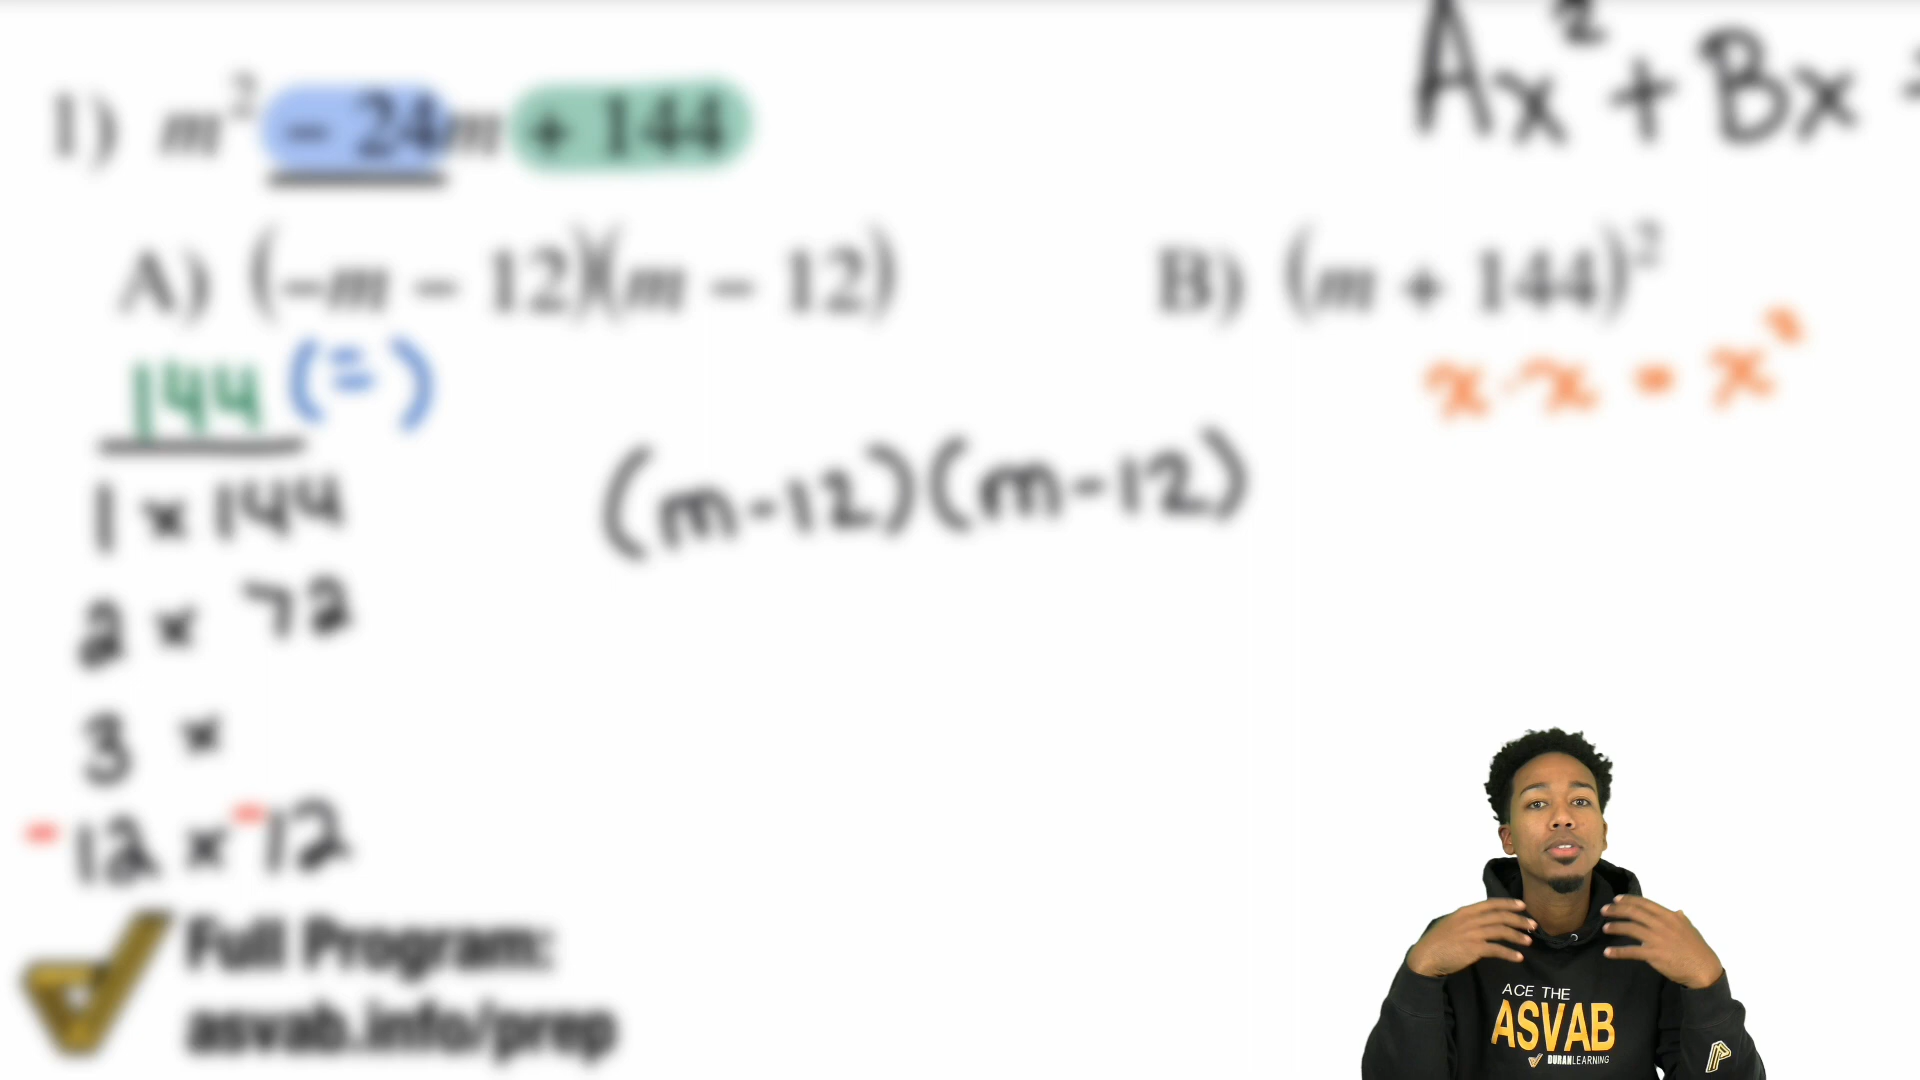 1) m² – 24m + 144
Ax² + Bx +
A) (–m – 12)(m – 12)
B) (m + 144)²
144 (=)
x · x = x²
1 x 144
(m-12)(m-12)
2 x 72
3 x
-12 x -12
Full Program:
asvab.info/prep
ACE THE
ASVAB
DURANLEARNING